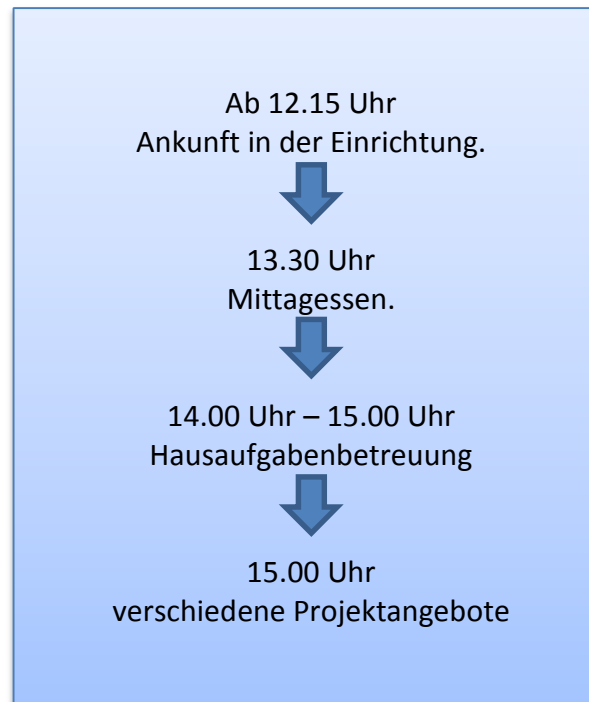 Ab 12.15 Uhr
Ankunft in der Einrichtung.
13.30 Uhr
Mittagessen.
14.00 Uhr – 15.00 Uhr
Hausaufgabenbetreuung
15.00 Uhr
verschiedene Projektangebote